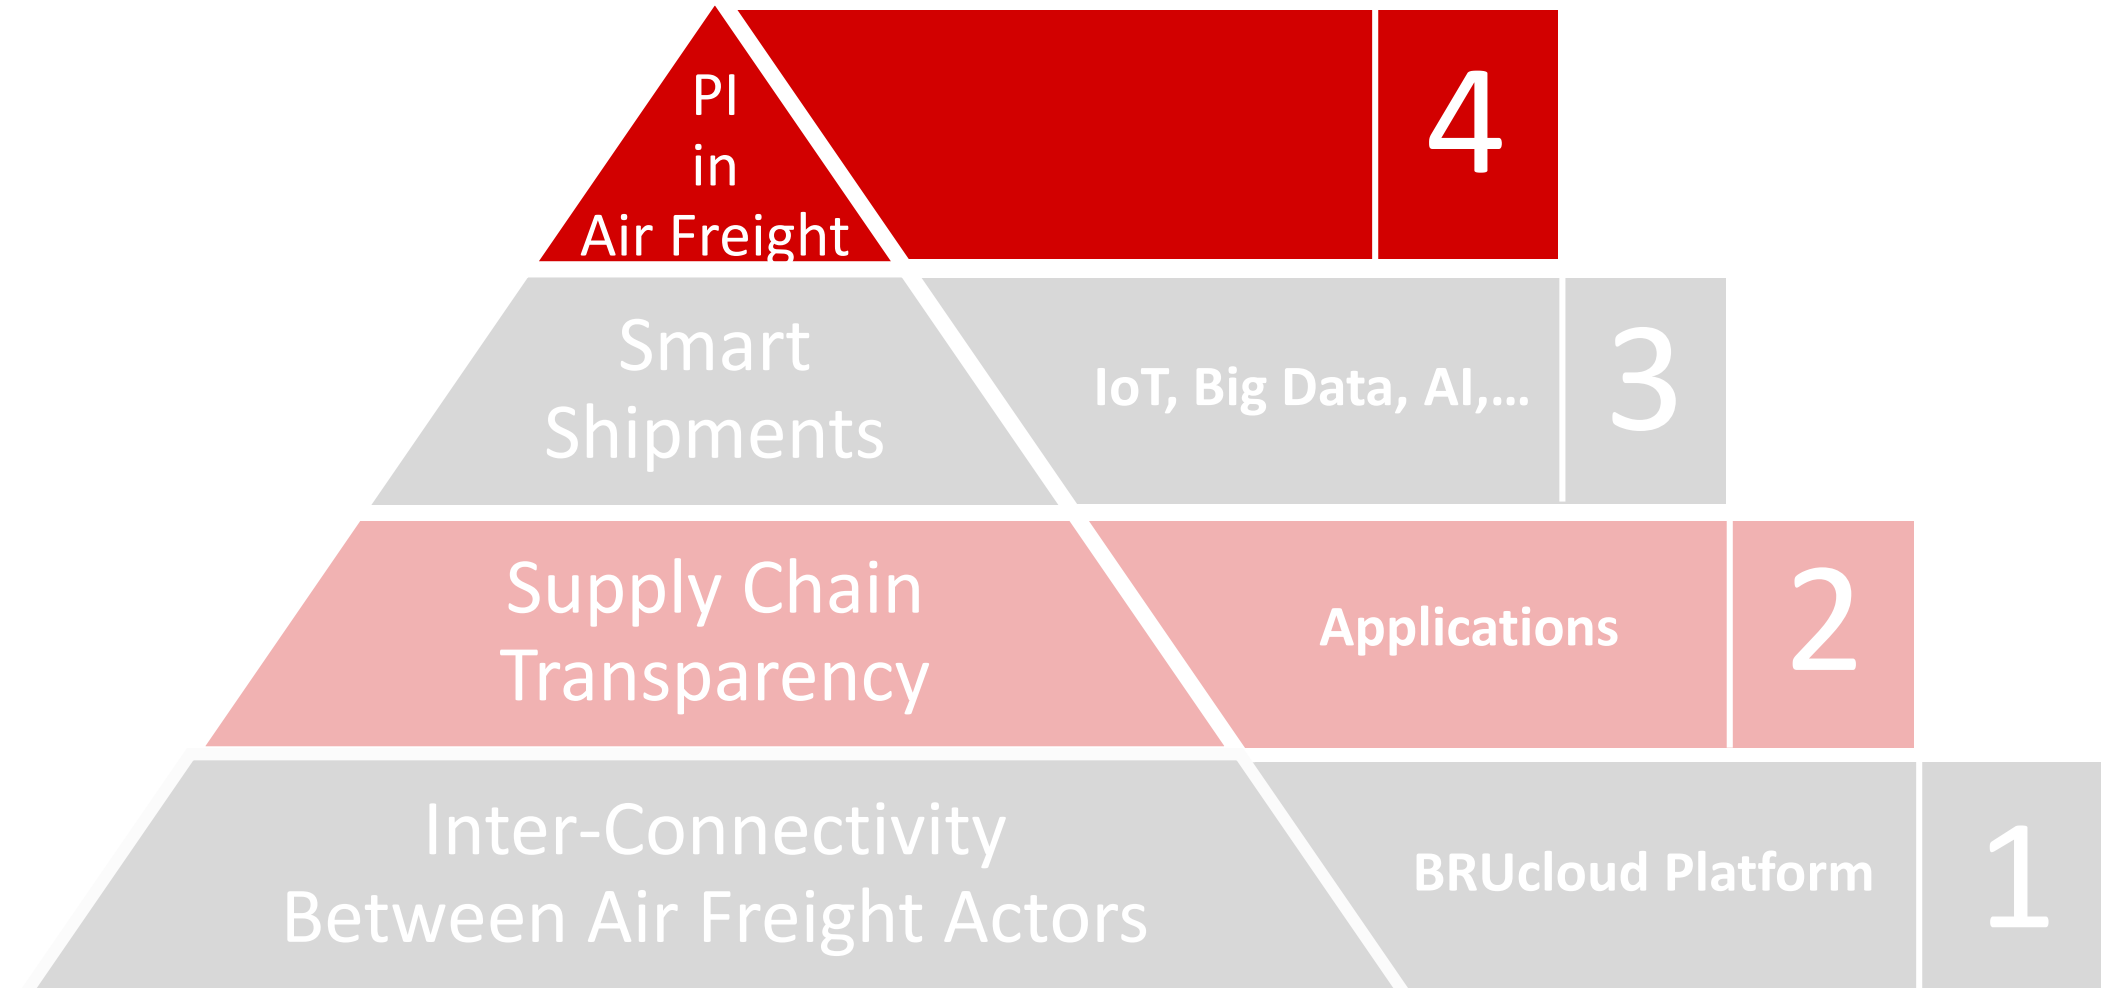 PI
in
Air Freight
4
Smart
Shipments
IoT, Big Data, AI,...
3
Supply Chain
Transparency
Applications
2
Inter-Connectivity
Between Air Freight Actors
BRUcloud Platform
1